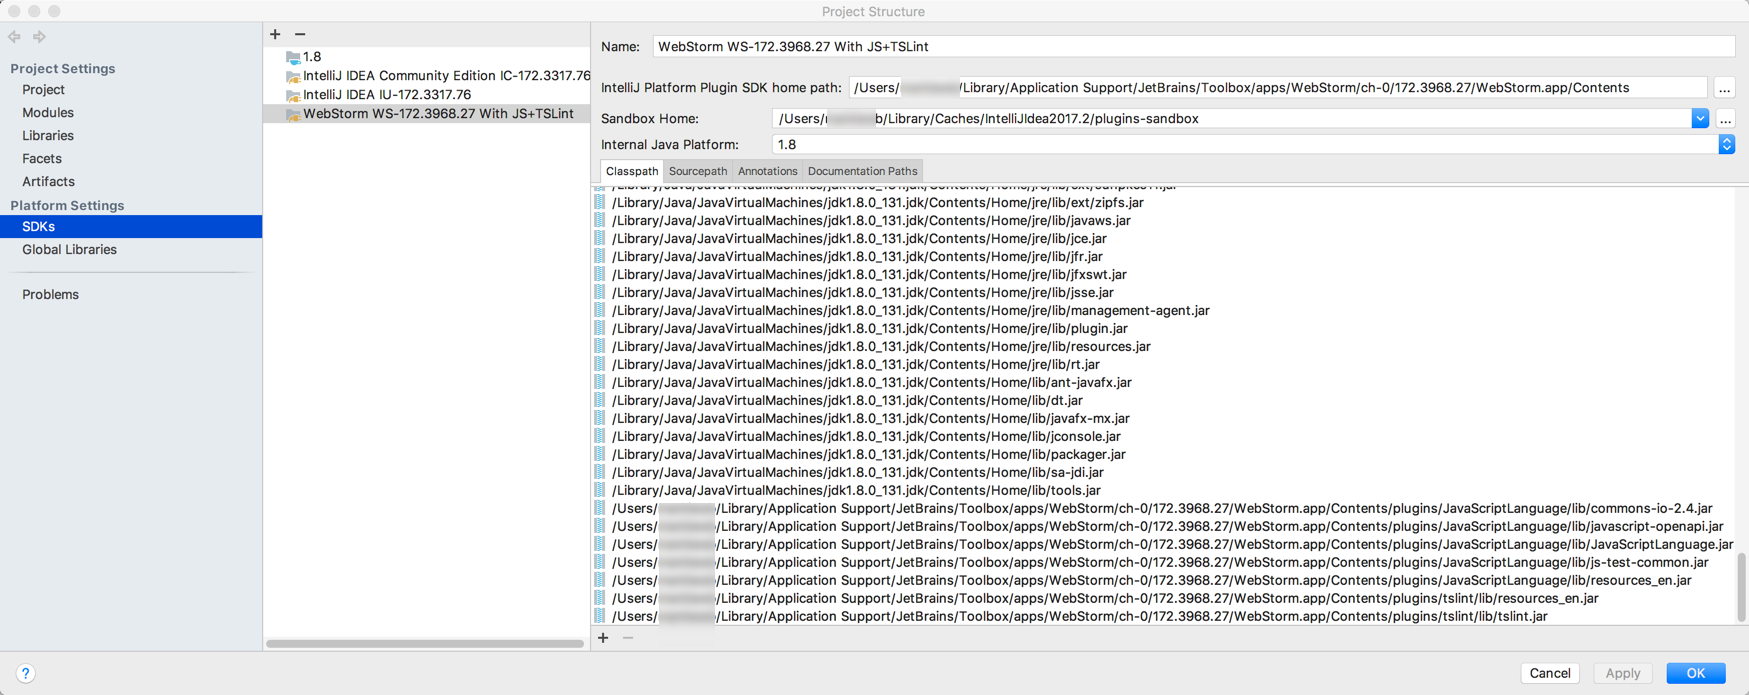 Project Structure
Project Settings
Project
Modules
Libraries
Facets
Artifacts
Platform Settings
SDKs
Global Libraries
Problems
1.8
IntelliJ IDEA Community Edition IC-172.3317.76
IntelliJ IDEA IU-172.3317.76
WebStorm WS-172.3968.27 With JS+TSLint
Name: WebStorm WS-172.3968.27 With JS+TSLint
IntelliJ Platform Plugin SDK home path: /Users/ /Library/Application Support/JetBrains/Toolbox/apps/WebStorm/ch-0/172.3968.27/WebStorm.app/Contents ...
Sandbox Home: /Users/ b/Library/Caches/IntelliJIdea2017.2/plugins-sandbox ...
Internal Java Platform: 1.8
Classpath Sourcepath Annotations Documentation Paths
/Library/Java/JavaVirtualMachines/jdk1.8.0_131.jdk/Contents/Home/jre/lib/ext/sunpkcs11.jar
/Library/Java/JavaVirtualMachines/jdk1.8.0_131.jdk/Contents/Home/jre/lib/ext/zipfs.jar
/Library/Java/JavaVirtualMachines/jdk1.8.0_131.jdk/Contents/Home/jre/lib/javaws.jar
/Library/Java/JavaVirtualMachines/jdk1.8.0_131.jdk/Contents/Home/jre/lib/jce.jar
/Library/Java/JavaVirtualMachines/jdk1.8.0_131.jdk/Contents/Home/jre/lib/jfr.jar
/Library/Java/JavaVirtualMachines/jdk1.8.0_131.jdk/Contents/Home/jre/lib/jfxswt.jar
/Library/Java/JavaVirtualMachines/jdk1.8.0_131.jdk/Contents/Home/jre/lib/jsse.jar
/Library/Java/JavaVirtualMachines/jdk1.8.0_131.jdk/Contents/Home/jre/lib/management-agent.jar
/Library/Java/JavaVirtualMachines/jdk1.8.0_131.jdk/Contents/Home/jre/lib/plugin.jar
/Library/Java/JavaVirtualMachines/jdk1.8.0_131.jdk/Contents/Home/jre/lib/resources.jar
/Library/Java/JavaVirtualMachines/jdk1.8.0_131.jdk/Contents/Home/jre/lib/rt.jar
/Library/Java/JavaVirtualMachines/jdk1.8.0_131.jdk/Contents/Home/lib/ant-javafx.jar
/Library/Java/JavaVirtualMachines/jdk1.8.0_131.jdk/Contents/Home/lib/dt.jar
/Library/Java/JavaVirtualMachines/jdk1.8.0_131.jdk/Contents/Home/lib/javafx-mx.jar
/Library/Java/JavaVirtualMachines/jdk1.8.0_131.jdk/Contents/Home/lib/jconsole.jar
/Library/Java/JavaVirtualMachines/jdk1.8.0_131.jdk/Contents/Home/lib/packager.jar
/Library/Java/JavaVirtualMachines/jdk1.8.0_131.jdk/Contents/Home/lib/sa-jdi.jar
/Library/Java/JavaVirtualMachines/jdk1.8.0_131.jdk/Contents/Home/lib/tools.jar
/Users/ /Library/Application Support/JetBrains/Toolbox/apps/WebStorm/ch-0/172.3968.27/WebStorm.app/Contents/plugins/JavaScriptLanguage/lib/commons-io-2.4.jar
/Users/ /Library/Application Support/JetBrains/Toolbox/apps/WebStorm/ch-0/172.3968.27/WebStorm.app/Contents/plugins/JavaScriptLanguage/lib/javascript-openapi.jar
/Users/ /Library/Application Support/JetBrains/Toolbox/apps/WebStorm/ch-0/172.3968.27/WebStorm.app/Contents/plugins/JavaScriptLanguage/lib/JavaScriptLanguage.jar
/Users/ /Library/Application Support/JetBrains/Toolbox/apps/WebStorm/ch-0/172.3968.27/WebStorm.app/Contents/plugins/JavaScriptLanguage/lib/js-test-common.jar
/Users/ /Library/Application Support/JetBrains/Toolbox/apps/WebStorm/ch-0/172.3968.27/WebStorm.app/Contents/plugins/JavaScriptLanguage/lib/resources_en.jar
/Users/ /Library/Application Support/JetBrains/Toolbox/apps/WebStorm/ch-0/172.3968.27/WebStorm.app/Contents/plugins/tslint/lib/resources_en.jar
/Users/ /Library/Application Support/JetBrains/Toolbox/apps/WebStorm/ch-0/172.3968.27/WebStorm.app/Contents/plugins/tslint/lib/tslint.jar
? Cancel Apply OK